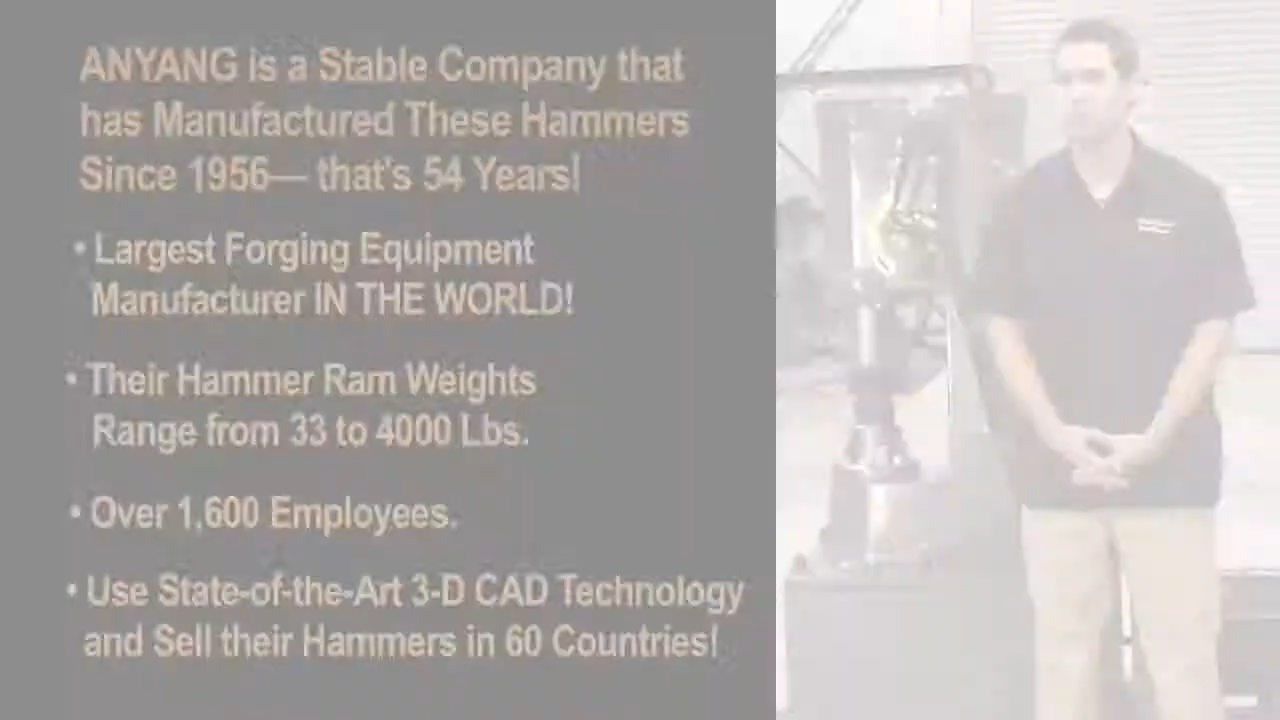 ANYANG is a Stable Company that
has Manufactured These Hammers
Since 1956— that's 54 Years!
• Largest Forging Equipment
Manufacturer IN THE WORLD!
• Their Hammer Ram Weights
Range from 33 to 4000 Lbs.
• Over 1,600 Employees.
• Use State-of-the-Art 3-D CAD Technology
and Sell their Hammers in 60 Countries!